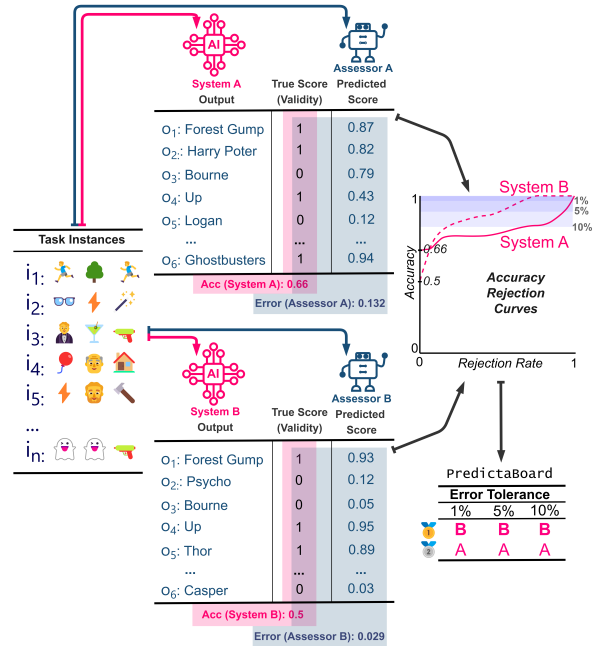 AI
System A
Output
True Score
(Validity)
Assessor A
Predicted
Score
o1: Forest Gump 1 0.87
o2:: Harry Poter 1 0.82
o3: Bourne 0 0.79
o4: Up 1 0.43
o5: Logan 0 0.12
... ... ...
o6: Ghostbusters 1 0.94
Acc (System A): 0.66
Error (Assessor A): 0.132
Task Instances
i1:
i2:
i3:
i4:
i5:
...
in:
AI
System B
Output
True Score
(Validity)
Assessor B
Predicted
Score
o1: Forest Gump 1 0.93
o2:: Psycho 0 0.12
o3: Bourne 0 0.05
o4: Up 1 0.95
o5: Thor 1 0.89
... ... ...
o6: Casper 0 0.03
Acc (System B): 0.5
Error (Assessor B): 0.029
1
System B
1%
5%
10%
System A
0.66
0.5
Accuracy
Accuracy
Rejection
Curves
0
0
Rejection Rate
1
PredictaBoard
Error Tolerance
1% 5% 10%
1 B B B
2 A A A